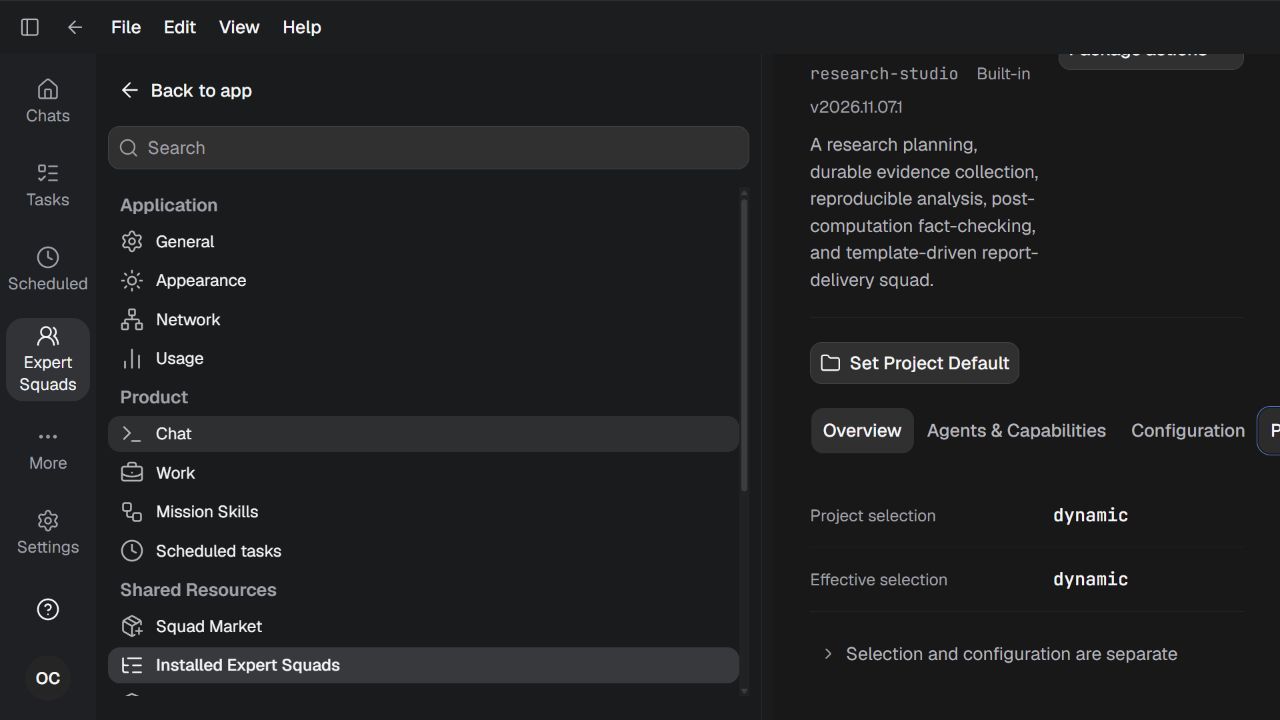 File Edit View Help
Chats
Tasks
Scheduled
Expert
Squads
More
Settings
OC
Back to app
Search
Application
General
Appearance
Network
Usage
Product
Chat
Work
Mission Skills
Scheduled tasks
Shared Resources
Squad Market
Installed Expert Squads
research-studio Built-in
v2026.11.07.1
A research planning,
durable evidence collection,
reproducible analysis, post-
computation fact-checking,
and template-driven report-
delivery squad.
Set Project Default
Overview Agents & Capabilities Configuration
Project selection dynamic
Effective selection dynamic
Selection and configuration are separate